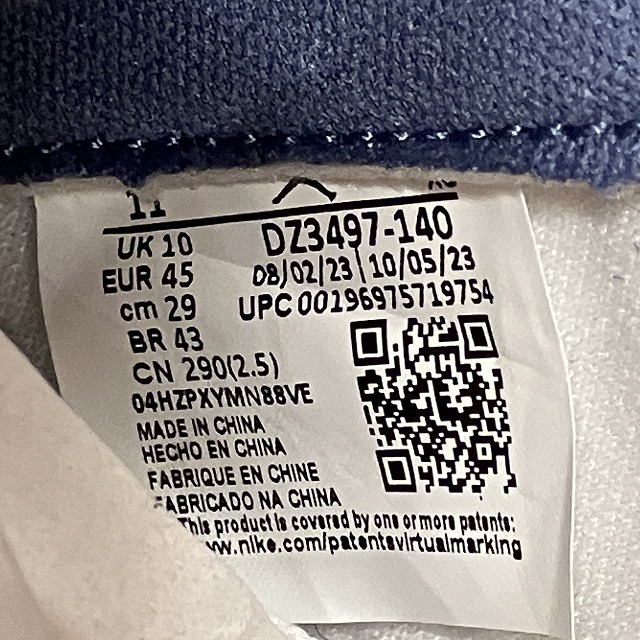 11
UK 10
EUR 45
cm 29
BR 43
CN 290(2.5)
04HZPXYMN88VE
MADE IN CHINA
HECHO EN CHINA
FABRIQUE EN CHINE
FABRICADO NA CHINA
DZ3497-140
08/02/23 10/05/23
UPC 00196975719754
This product is covered by one or more patents:
www.nike.com/patentsvirtualmarking